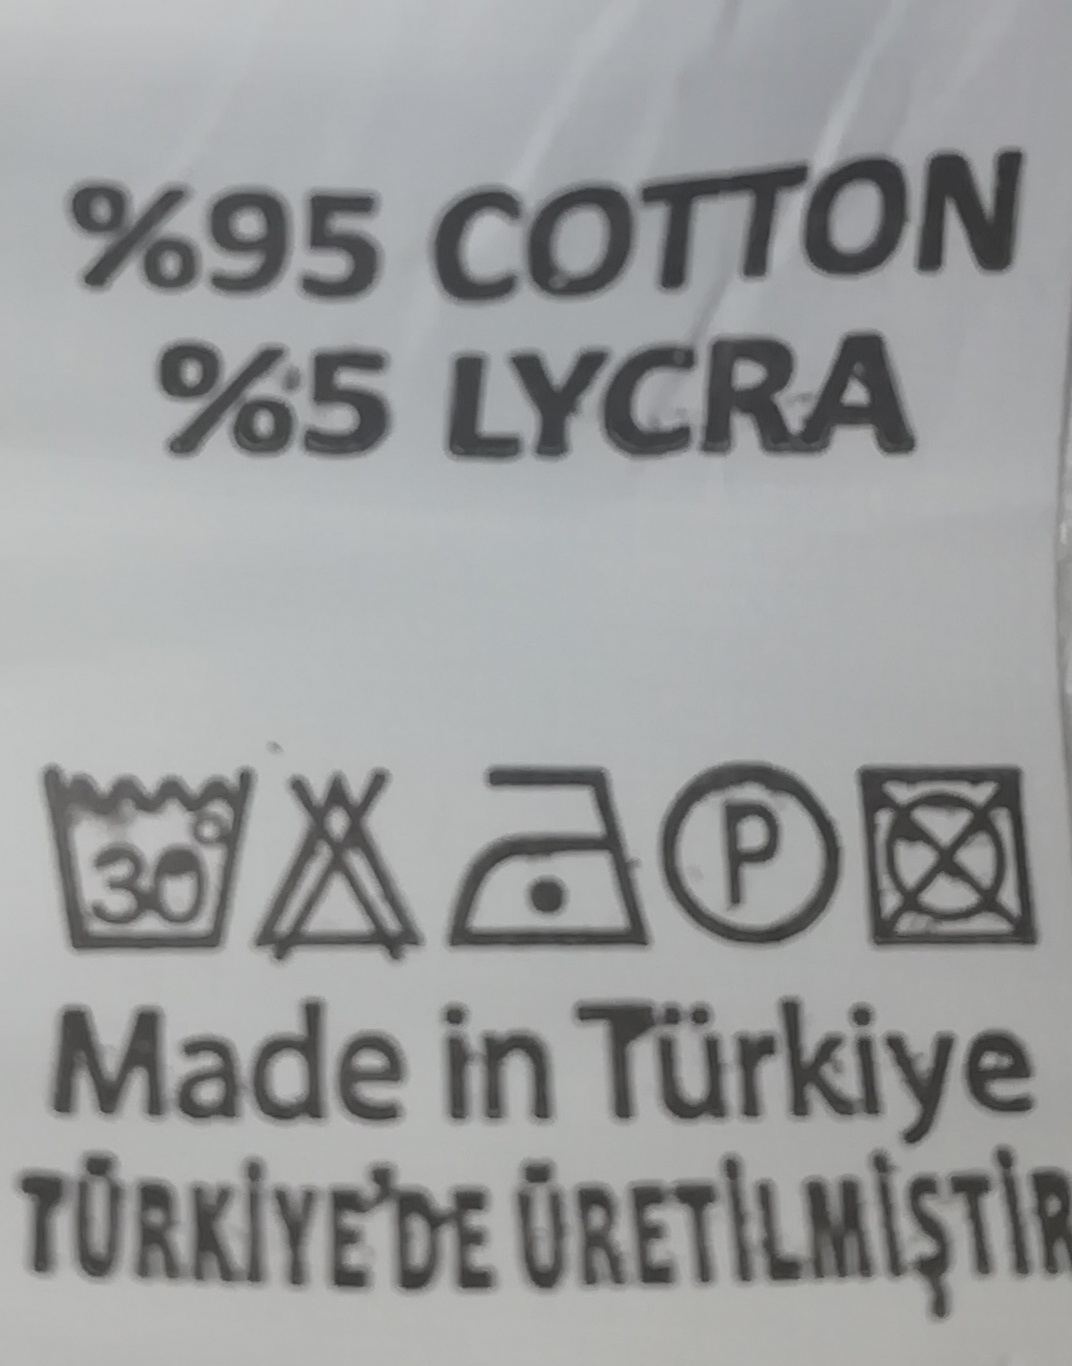 %95 COTTON
%5 LYCRA
30° P
Made in Türkiye
TÜRKİYE'DE ÜRETİLMİŞTİR